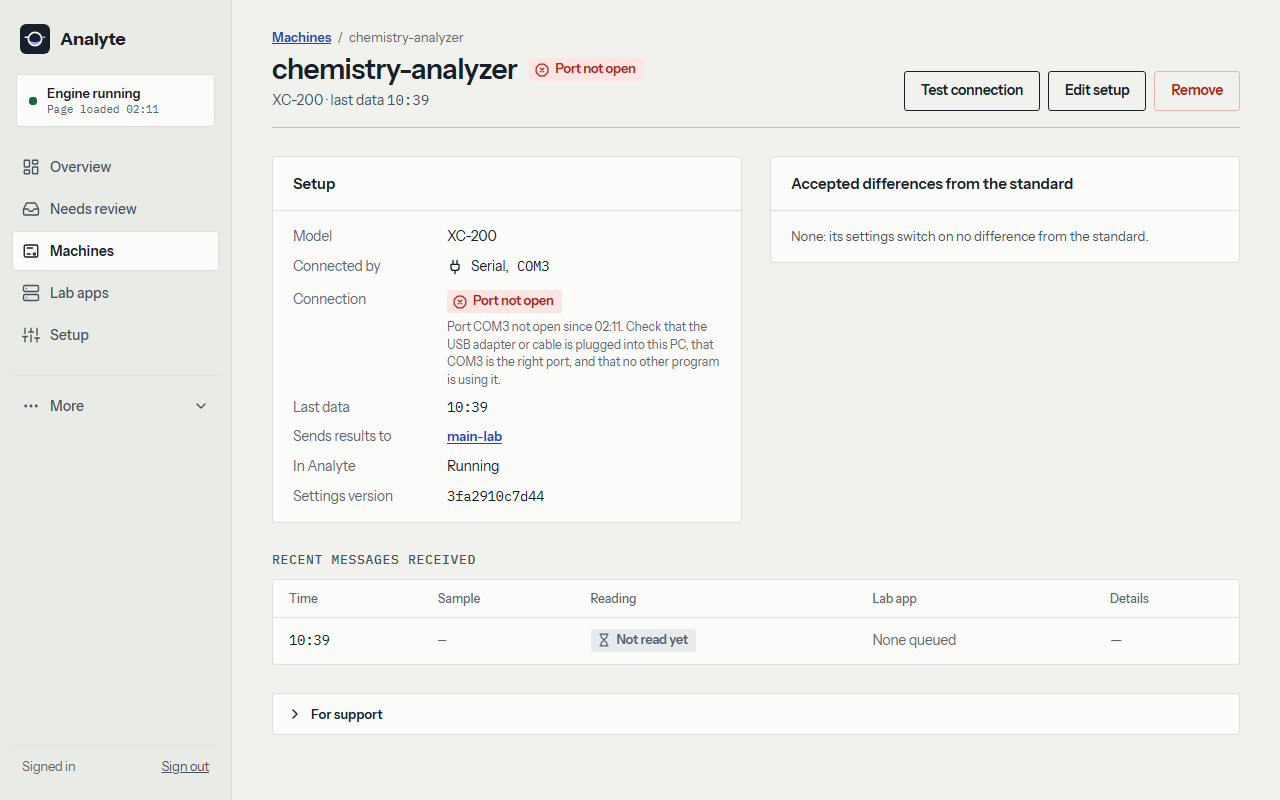 Analyte
Engine running
Page loaded 02:11
Overview
Needs review
Machines
Lab apps
Setup
More
Signed in
Sign out
Machines / chemistry-analyzer
chemistry-analyzer
Port not open
XC-200 · last data 10:39
Test connection
Edit setup
Remove
Setup
Model XC-200
Connected by Serial, COM3
Connection Port not open
Port COM3 not open since 02:11. Check that the
USB adapter or cable is plugged into this PC, that
COM3 is the right port, and that no other program
is using it.
Last data 10:39
Sends results to main-lab
In Analyte Running
Settings version 3fa2910c7d44
Accepted differences from the standard
None: its settings switch on no difference from the standard.
RECENT MESSAGES RECEIVED
Time Sample Reading Lab app Details
10:39 — Not read yet None queued —
For support